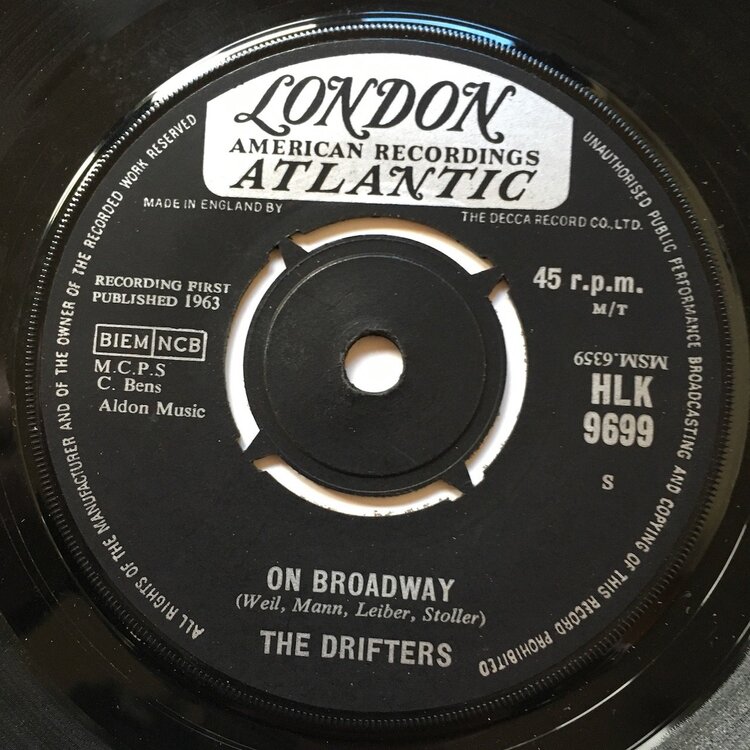 LONDON
AMERICAN RECORDINGS
ATLANTIC
MADE IN ENGLAND BY
THE DECCA RECORD CO., LTD.
ALL RIGHTS OF THE MANUFACTURER AND OF THE OWNER OF THE RECORDED WORK RESERVED
UNAUTHORISED PUBLIC PERFORMANCE BROADCASTING AND COPYING OF THIS RECORD PROHIBITED
RECORDING FIRST
PUBLISHED 1963
BIEM NCB
M.C.P.S
C. Bens
Aldon Music
45 r.p.m.
M/T
MSM.6359
HLK
9699
S
ON BROADWAY
(Weil, Mann, Leiber, Stoller)
THE DRIFTERS